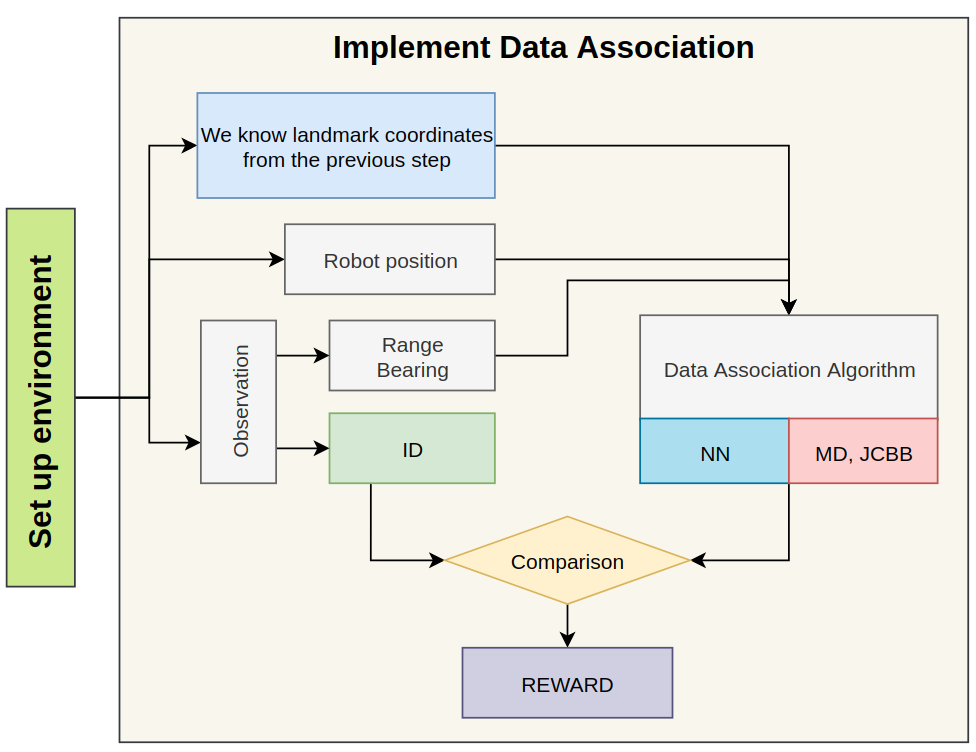 Implement Data Association
We know landmark coordinates
from the previous step
Set up environment
Robot position
Observation
Range
Bearing
ID
Data Association Algorithm
NN
MD, JCBB
Comparison
REWARD